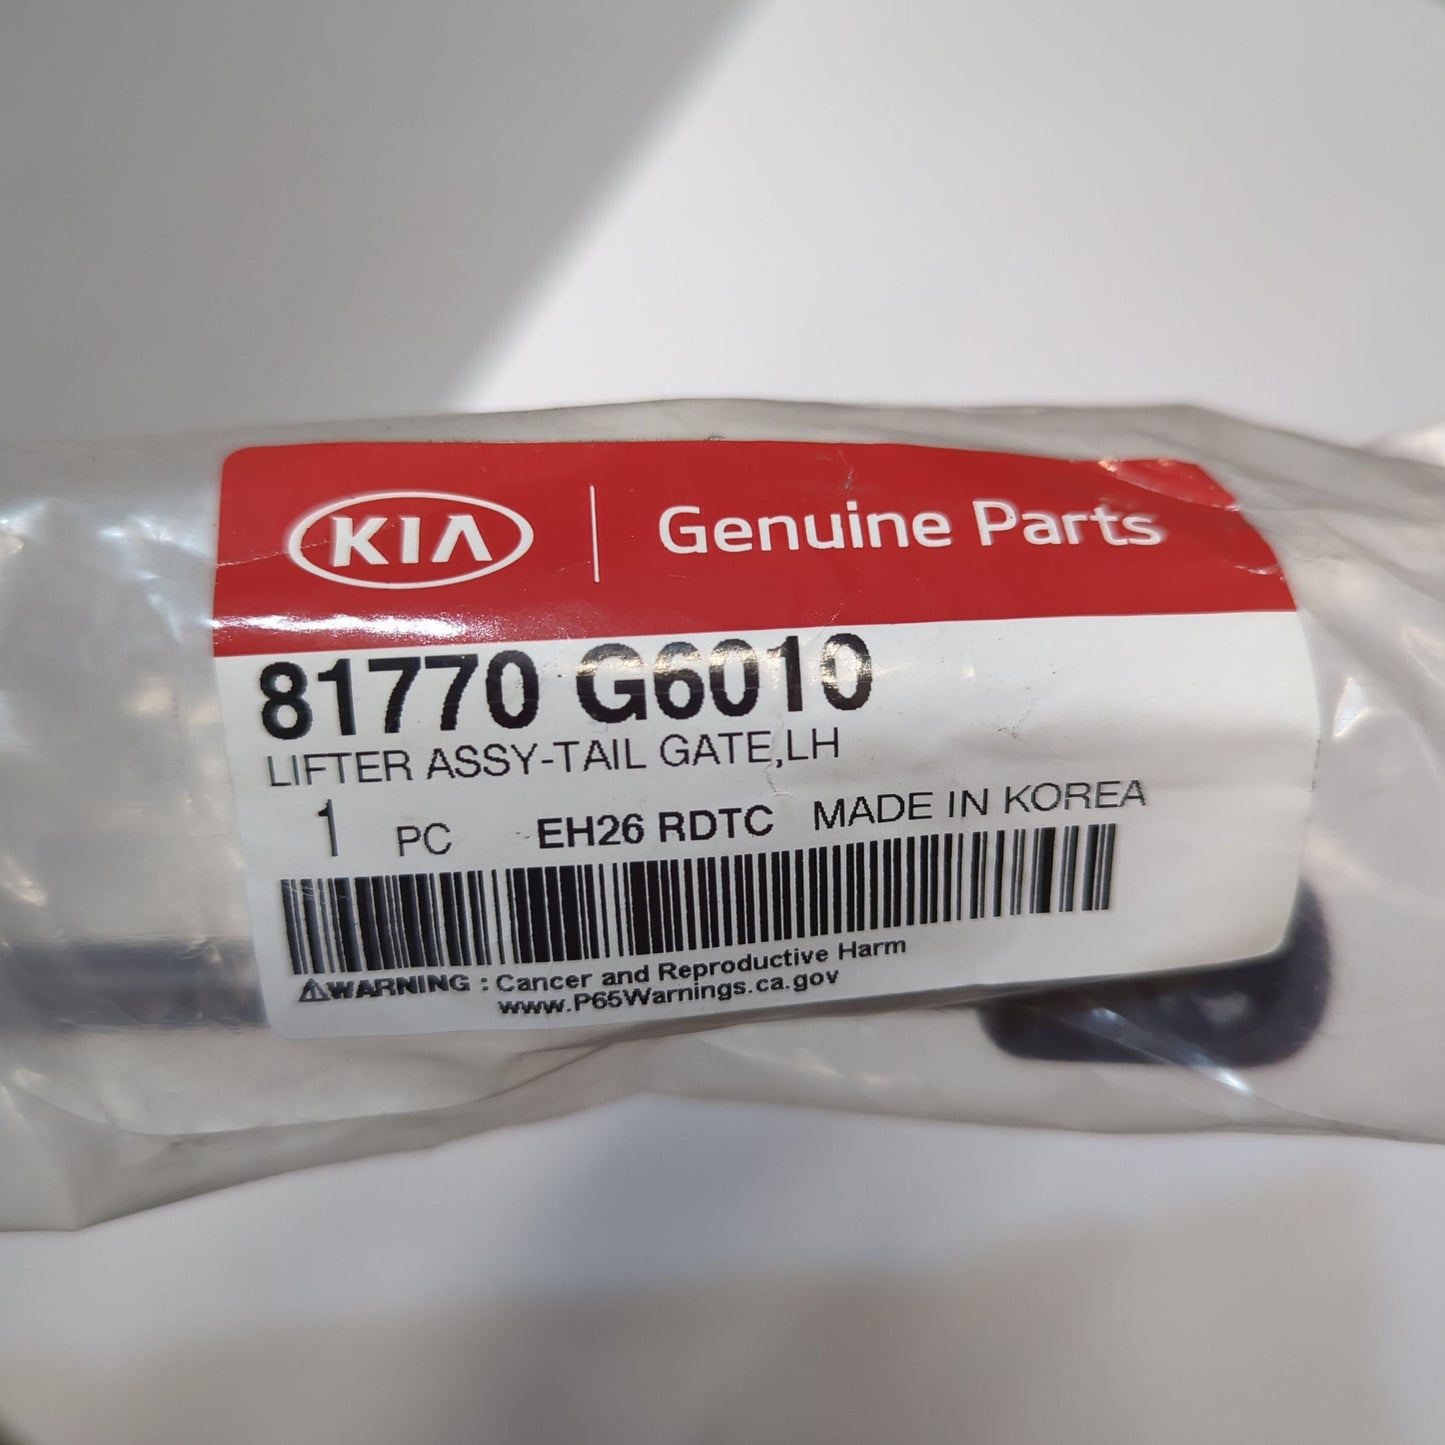 KIA Genuine Parts
81770 G6010
LIFTER ASSY-TAIL GATE,LH
1 PC EH26 RDTC MADE IN KOREA
⚠WARNING : Cancer and Reproductive Harm
www.P65Warnings.ca.gov